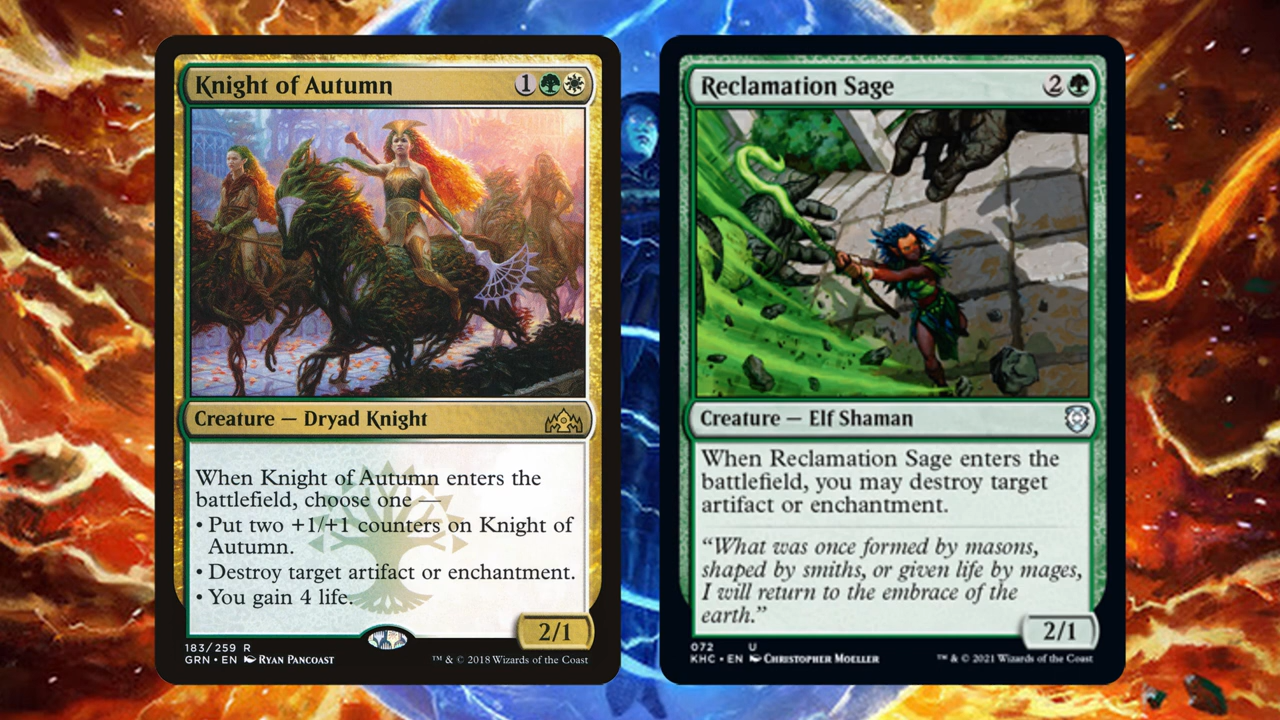 Knight of Autumn 1
When Knight of Autumn enters the
battlefield, choose one —
• Put two +1/+1 counters on Knight of
Autumn.
• Destroy target artifact or enchantment.
• You gain 4 life.
Creature — Dryad Knight
2/1
183/259 R
GRN • EN Ryan Pancoast
™ & © 2018 Wizards of the Coast
Reclamation Sage 2
Creature — Elf Shaman
When Reclamation Sage enters the
battlefield, you may destroy target
artifact or enchantment.
“What was once formed by masons,
shaped by smiths, or given life by mages,
I will return to the embrace of the
earth.”
2/1
072 U
KHC • EN Christopher Moeller
™ & © 2021 Wizards of the Coast